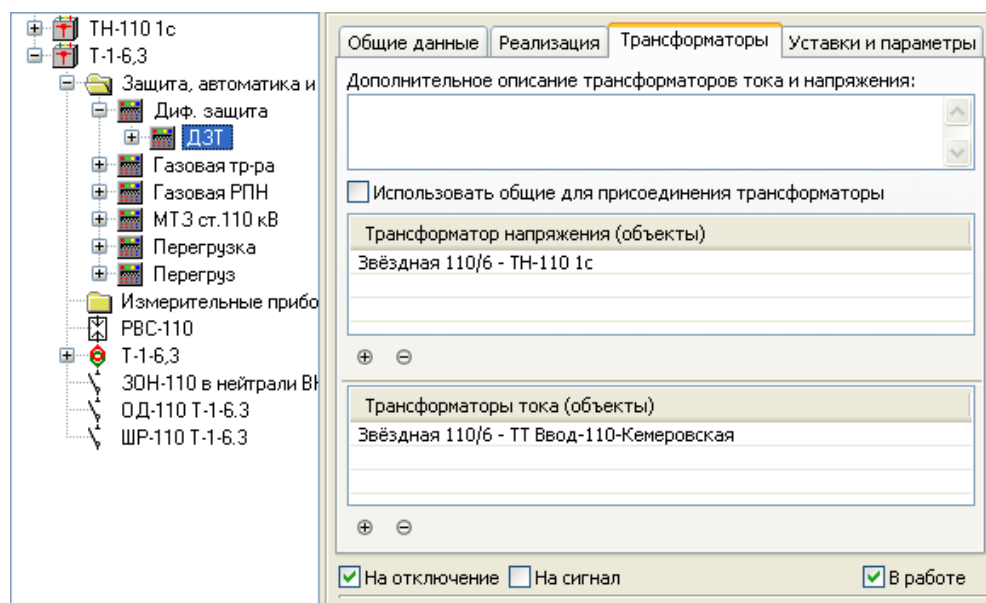 ТН-110 1с
Т-1-6,3
Защита, автоматика и
Диф. защита
ДЗТ
Газовая тр-ра
Газовая РПН
МТЗ ст.110 кВ
Перегрузка
Перегруз
Измерительные прибо
РВС-110
Т-1-6,3
ЗОН-110 в нейтрали ВН
ОД-110 Т-1-6.3
ШР-110 Т-1-6.3
Общие данные Реализация Трансформаторы Уставки и параметры
Дополнительное описание трансформаторов тока и напряжения:
Использовать общие для присоединения трансформаторы
Трансформатор напряжения (объекты)
Звёздная 110/6 - ТН-110 1с
Трансформаторы тока (объекты)
Звёздная 110/6 - ТТ Ввод-110-Кемеровская
На отключение На сигнал В работе